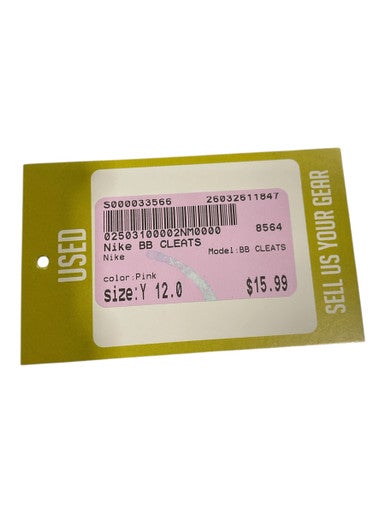 USED
S000033566 26032611847
02503100002NM0000 8564
Nike BB CLEATS
Nike Model:BB CLEATS
color:Pink
size:Y 12.0 $15.99
SELL US YOUR GEAR